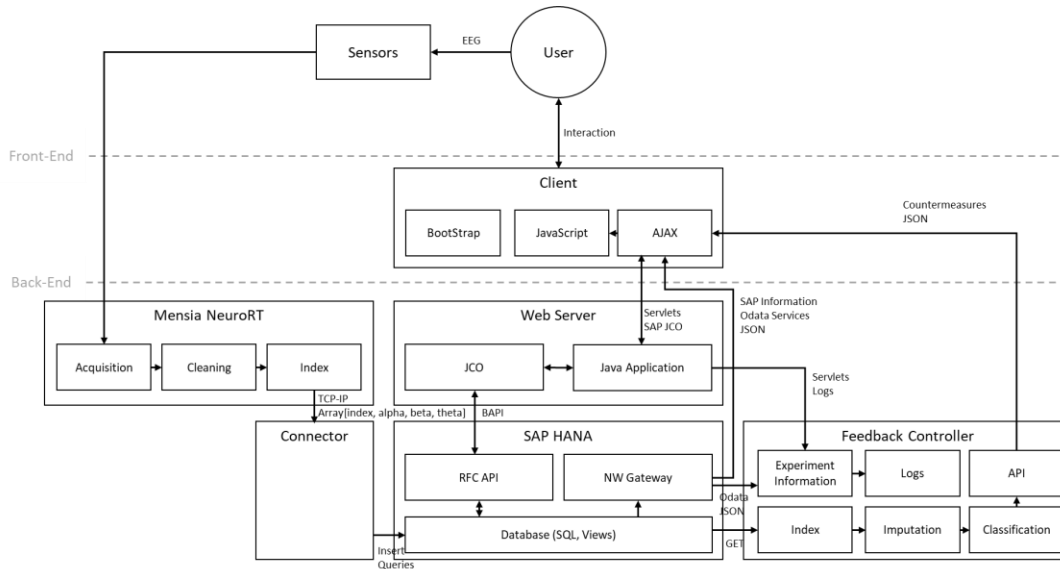 EEG
Sensors
User
Interaction
Front-End
Client
Countermeasures
JSON
BootStrap
JavaScript
AJAX
Back-End
Mensia NeuroRT
Web Server
SAP Information
Odata Services
JSON
Servlets
SAP JCO
Acquisition
Cleaning
Index
JCO
Java Application
Servlets
Logs
TCP-IP
Array[index, alpha, beta, theta]
BAPI
Connector
SAP HANA
Feedback Controller
RFC API
NW Gateway
Experiment
Information
Logs
API
Odata
JSON
Database (SQL, Views)
Index
Imputation
Classification
GET
Insert
Queries